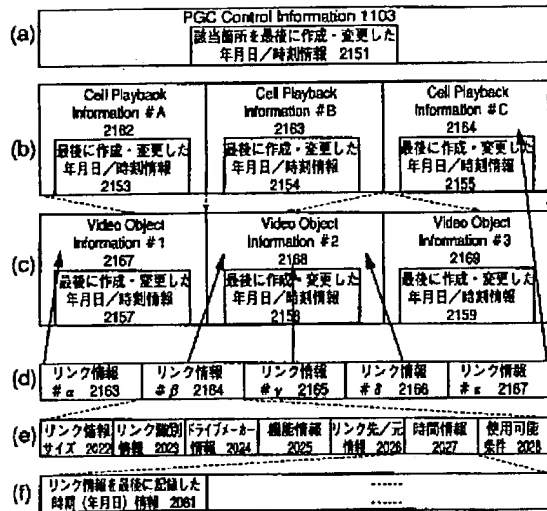 (a)
PGC Control Information 1103
該当箇所を最後に作成・変更した
年月日／時刻情報 2151
(b)
Cell Playback
Information #A
2162
最後に作成・変更した
年月日／時刻情報
2153
Cell Playback
Information #B
2163
最後に作成・変更した
年月日／時刻情報
2154
Cell Playback
Information #C
2164
最後に作成・変更した
年月日／時刻情報
2155
(c)
Video Object
Information #1
2167
最後に作成・変更した
年月日／時刻情報
2157
Video Object
Information #2
2168
最後に作成・変更した
年月日／時刻情報
2158
Video Object
Information #3
2169
最後に作成・変更した
年月日／時刻情報
2159
(d)
リンク情報
#α 2163
リンク情報
#β 2164
リンク情報
#γ 2165
リンク情報
#δ 2166
リンク情報
#ε 2167
(e)
リンク情報
サイズ 2022
リンク識別
情報 2023
ドライブメーカー
情報 2024
機能情報
2025
リンク先／元
情報 2026
時間情報
2027
使用可能
条件 2028
(f)
リンク情報を最後に記録した
時期（年月日）情報 2061